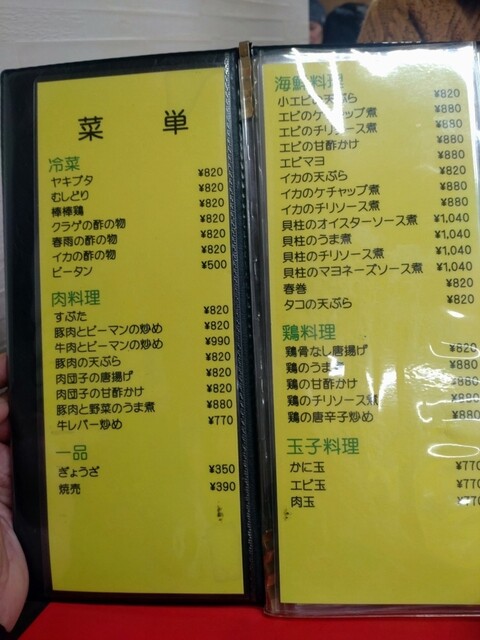 菜 単
冷菜
ヤキブタ ¥820
むしどり ¥820
棒棒鶏 ¥820
クラゲの酢の物 ¥820
春雨の酢の物 ¥820
イカの酢の物 ¥820
ピータン ¥500
肉料理
すぶた ¥820
豚肉とピーマンの炒め ¥820
牛肉とピーマンの炒め ¥990
豚肉の天ぷら ¥820
肉団子の唐揚げ ¥820
肉団子の甘酢かけ ¥820
豚肉と野菜のうま煮 ¥880
牛レバー炒め ¥770
一品
ぎょうざ ¥350
焼売 ¥390
海鮮料理
小エビの天ぷら ¥820
エビのケチャップ煮 ¥880
エビのチリソース煮 ¥880
エビの甘酢かけ ¥880
エビマヨ ¥880
イカの天ぷら ¥820
イカのケチャップ煮 ¥880
イカのチリソース煮 ¥880
貝柱のオイスターソース煮 ¥1,040
貝柱のうま煮 ¥1,040
貝柱のチリソース煮 ¥1,040
貝柱のマヨネーズソース煮 ¥1,040
春巻 ¥820
タコの天ぷら ¥820
鶏料理
鶏骨なし唐揚げ ¥820
鶏のうま煮 ¥880
鶏の甘酢かけ ¥880
鶏のチリソース煮 ¥880
鶏の唐辛子炒め ¥880
玉子料理
かに玉 ¥770
エビ玉 ¥770
肉玉 ¥770